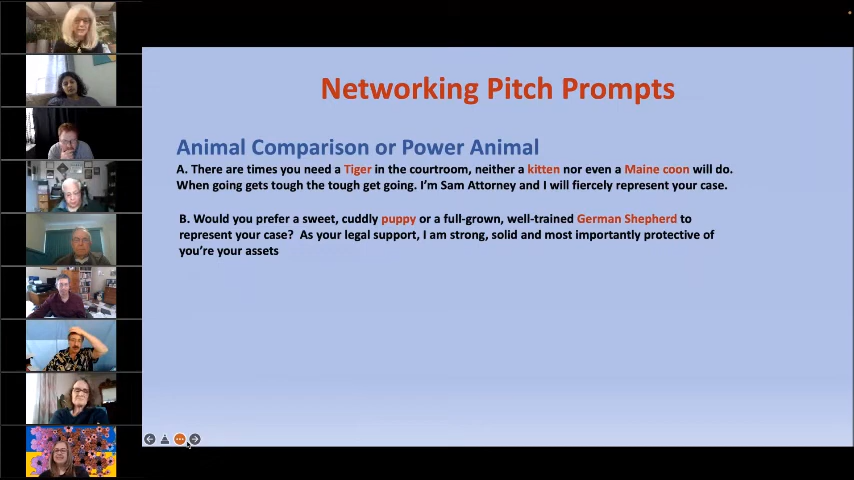 Networking Pitch Prompts
Animal Comparison or Power Animal
A. There are times you need a Tiger in the courtroom, neither a kitten nor even a Maine coon will do.
When going gets tough the tough get going. I'm Sam Attorney and I will fiercely represent your case.
B. Would you prefer a sweet, cuddly puppy or a full-grown, well-trained German Shepherd to
represent your case?  As your legal support, I am strong, solid and most importantly protective of
you're your assets